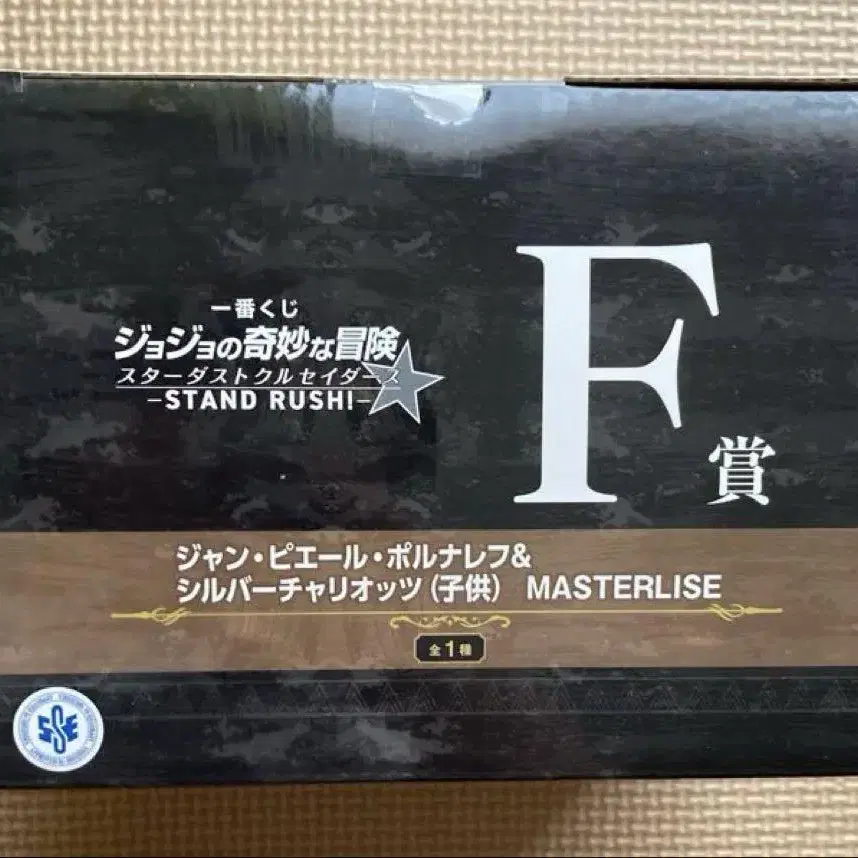 一番くじ
ジョジョの奇妙な冒険
スターダストクルセイダース
-STAND RUSH!-
F賞
ジャン・ピエール・ポルナレフ&
シルバーチャリオッツ(子供) MASTERLISE
全1種